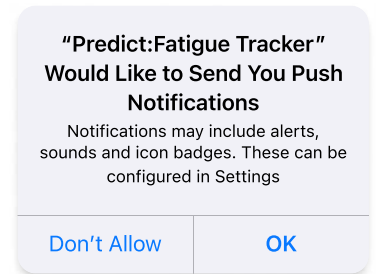 “Predict:Fatigue Tracker”
Would Like to Send You Push
Notifications
Notifications may include alerts,
sounds and icon badges. These can be
configured in Settings
Don’t Allow
OK